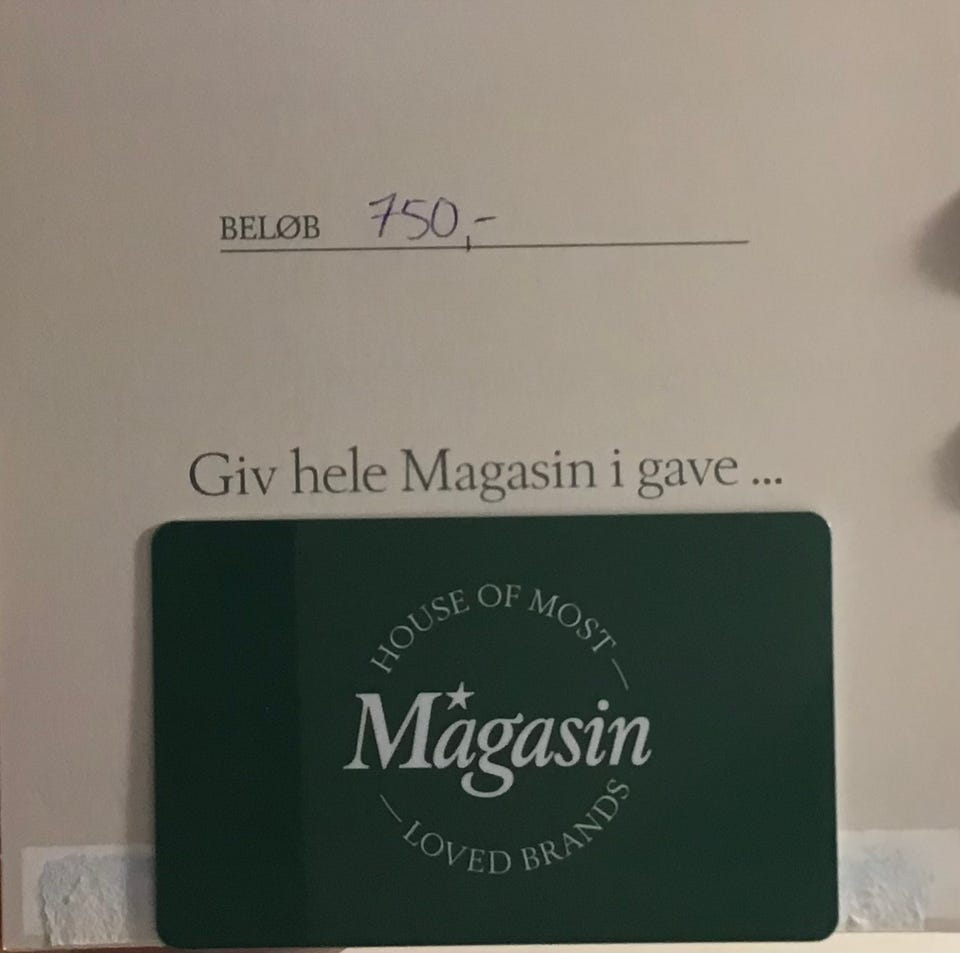 BELØB 750,-
Giv hele Magasin i gave ...
HOUSE OF MOST
Magasin
LOVED BRANDS